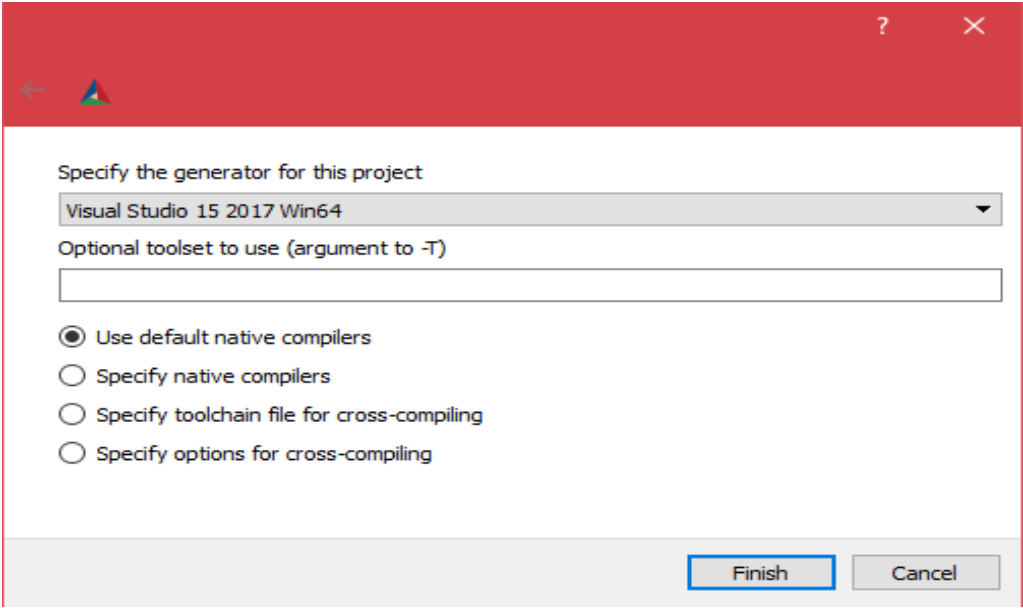 ?
Specify the generator for this project
Visual Studio 15 2017 Win64
Optional toolset to use (argument to -T)
Use default native compilers
Specify native compilers
Specify toolchain file for cross-compiling
Specify options for cross-compiling
Finish Cancel